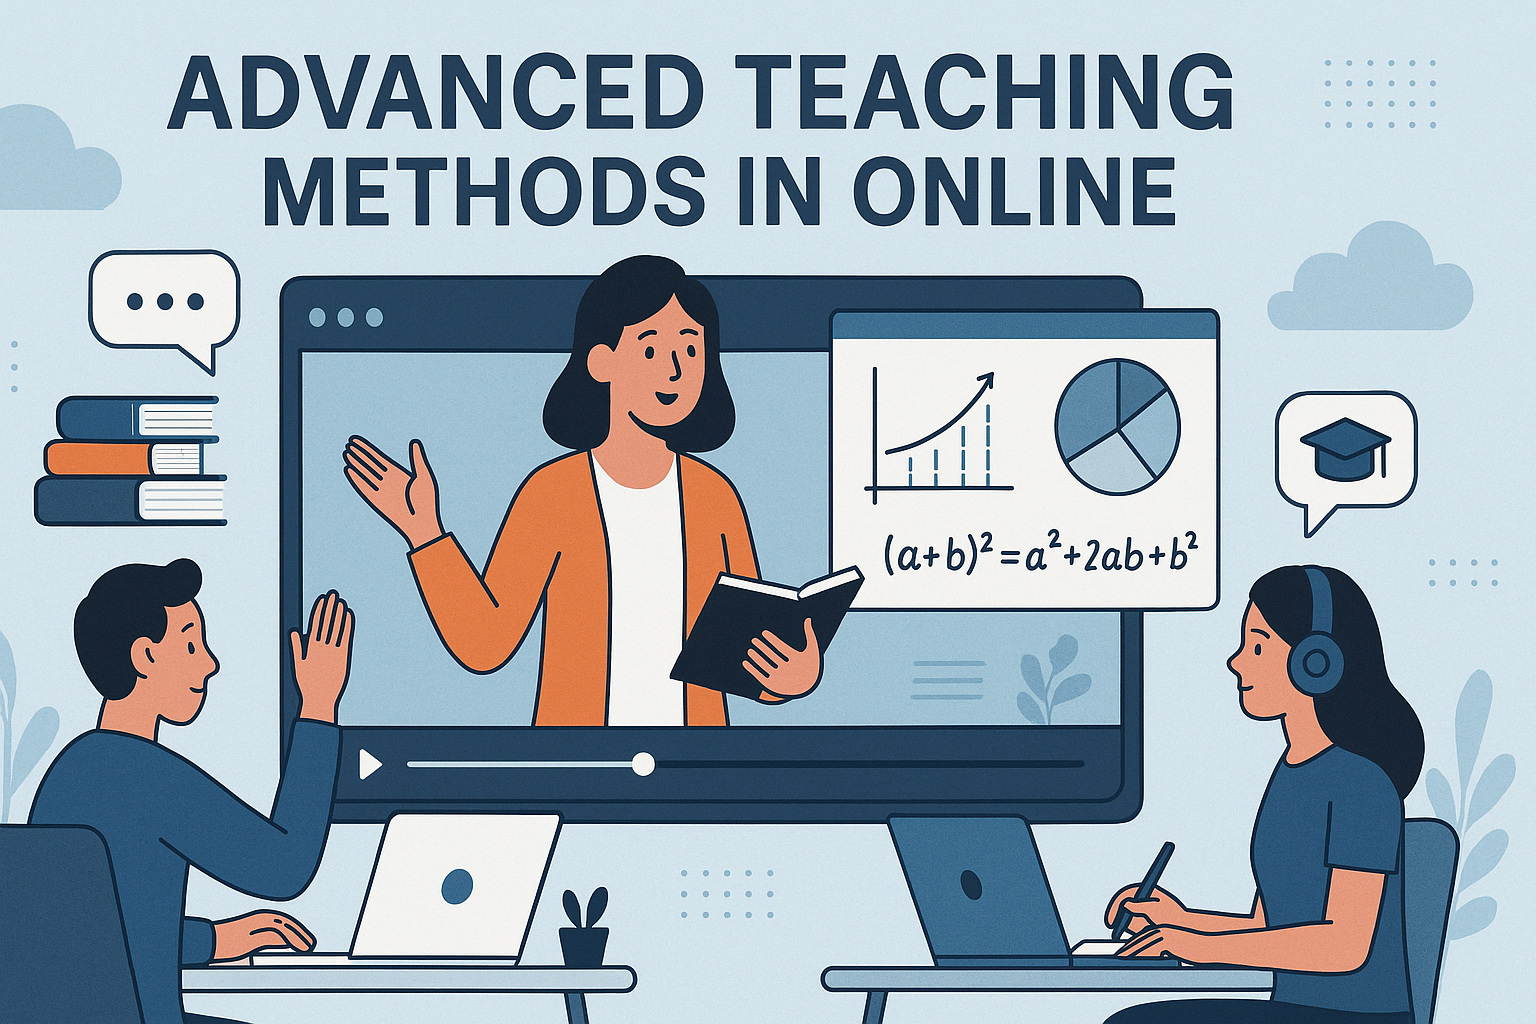 ADVANCED TEACHING
METHODS IN ONLINE
(a+b)²=a²+2ab+b²